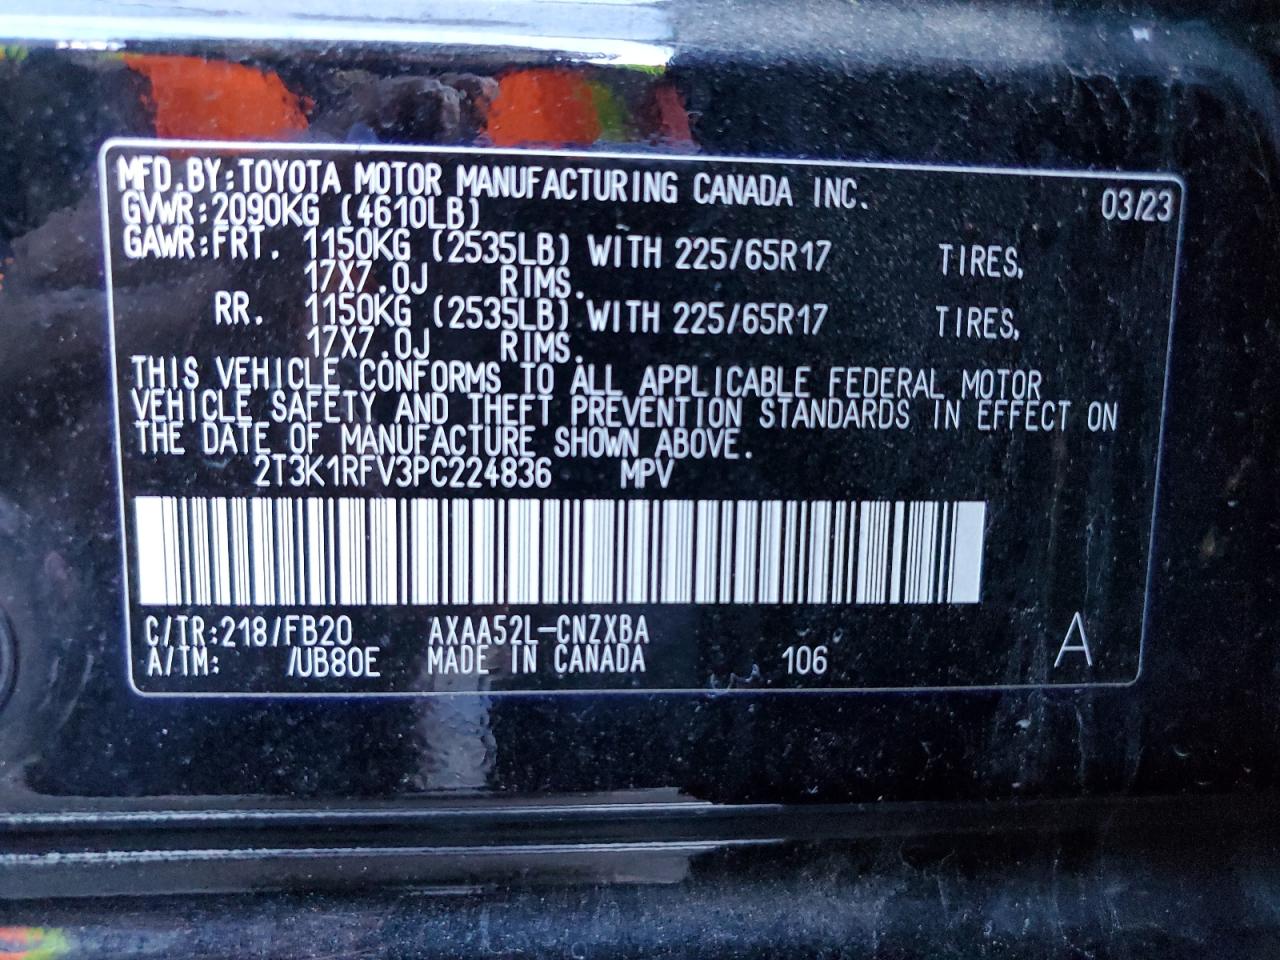 MFD.BY:TOYOTA MOTOR MANUFACTURING CANADA INC. 03/23
GVWR:2090KG (4610LB)
GAWR:FRT. 1150KG (2535LB) WITH 225/65R17 TIRES,
17X7.0J RIMS.
RR. 1150KG (2535LB) WITH 225/65R17 TIRES,
17X7.0J RIMS.
THIS VEHICLE CONFORMS TO ALL APPLICABLE FEDERAL MOTOR
VEHICLE SAFETY AND THEFT PREVENTION STANDARDS IN EFFECT ON
THE DATE OF MANUFACTURE SHOWN ABOVE.
2T3K1RFV3PC224836 MPV
C/TR:218/FB20 AXAA52L-CNZXBA
A/TM: /UB80E MADE IN CANADA 106 A